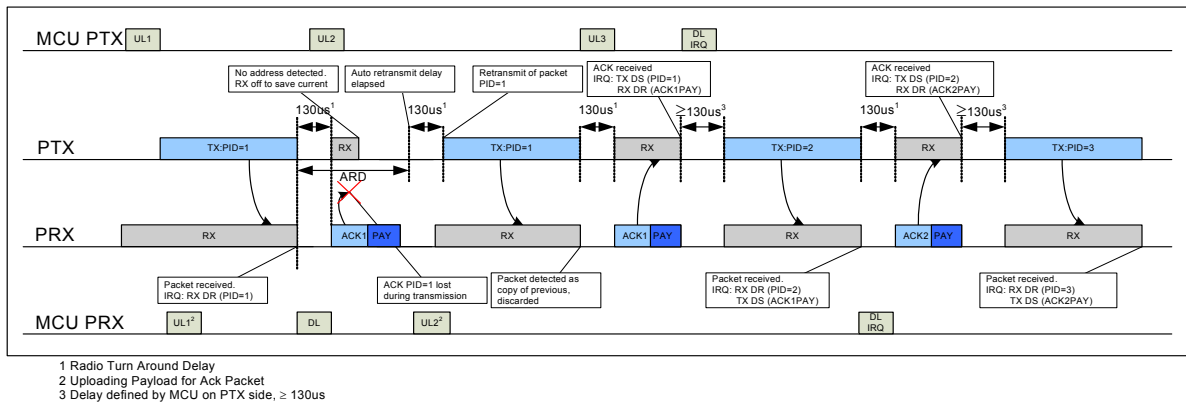 MCU PTX
UL1
UL2
UL3
DL
IRQ
No address detected.
RX off to save current
Auto retransmit delay
elapsed
Retransmit of packet
PID=1
ACK received
IRQ: TX DS (PID=1)
RX DR (ACK1PAY)
ACK received
IRQ: TX DS (PID=2)
RX DR (ACK2PAY)
130us1
130us1
130us1
≥130us3
130us1
≥130us3
PTX
TX:PID=1
RX
TX:PID=1
RX
TX:PID=2
RX
TX:PID=3
ARD
PRX
RX
ACK1
PAY
RX
ACK1
PAY
RX
ACK2
PAY
RX
Packet received.
IRQ: RX DR (PID=1)
ACK PID=1 lost
during transmission
Packet detected as
copy of previous,
discarded
Packet received.
IRQ: RX DR (PID=2)
TX DS (ACK1PAY)
Packet received.
IRQ: RX DR (PID=3)
TX DS (ACK2PAY)
MCU PRX
UL12
DL
UL22
DL
IRQ
1 Radio Turn Around Delay
2 Uploading Payload for Ack Packet
3 Delay defined by MCU on PTX side, ≥ 130us